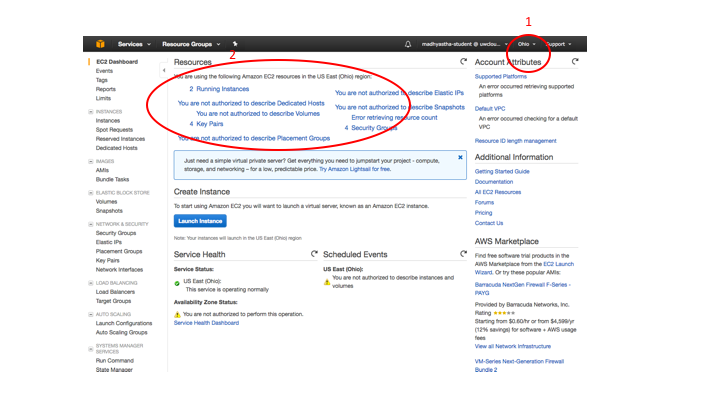 1
Services
Resource Groups
madhyastha-student @ uwclou...
Ohio
Support
2
EC2 Dashboard
Events
Tags
Reports
Limits
INSTANCES
Instances
Spot Requests
Reserved Instances
Dedicated Hosts
IMAGES
AMIs
Bundle Tasks
ELASTIC BLOCK STORE
Volumes
Snapshots
NETWORK & SECURITY
Security Groups
Elastic IPs
Placement Groups
Key Pairs
Network Interfaces
LOAD BALANCING
Load Balancers
Target Groups
AUTO SCALING
Launch Configurations
Auto Scaling Groups
SYSTEMS MANAGER
SERVICES
Run Command
State Manager
Resources
You are using the following Amazon EC2 resources in the US East (Ohio) region:
2 Running Instances
You are not authorized to describe Elastic IPs
You are not authorized to describe Dedicated Hosts
You are not authorized to describe Snapshots
You are not authorized to describe Volumes
Error retrieving resource count
4 Key Pairs
4 Security Groups
You are not authorized to describe Placement Groups
Just need a simple virtual private server? Get everything you need to jumpstart your project - compute,
storage, and networking – for a low, predictable price. Try Amazon Lightsail for free.
Create Instance
To start using Amazon EC2 you will want to launch a virtual server, known as an Amazon EC2 instance.
Launch Instance
Note: Your instances will launch in the US East (Ohio) region
Service Health
Service Status:
US East (Ohio):
This service is operating normally
Availability Zone Status:
You are not authorized to perform this operation.
Service Health Dashboard
Scheduled Events
US East (Ohio):
You are not authorized to describe instances and
volumes
Account Attributes
Supported Platforms
An error occurred retrieving supported
platforms
Default VPC
An error occurred checking for a default
VPC
Resource ID length management
Additional Information
Getting Started Guide
Documentation
All EC2 Resources
Forums
Pricing
Contact Us
AWS Marketplace
Find free software trial products in the
AWS Marketplace from the EC2 Launch
Wizard. Or try these popular AMIs:
Barracuda NextGen Firewall F-Series -
PAYG
Provided by Barracuda Networks, Inc.
Rating
Starting from $0.60/hr or from $4,599/yr
(12% savings) for software + AWS usage
fees
View all Network Infrastructure
VM-Series Next-Generation Firewall
Bundle 2